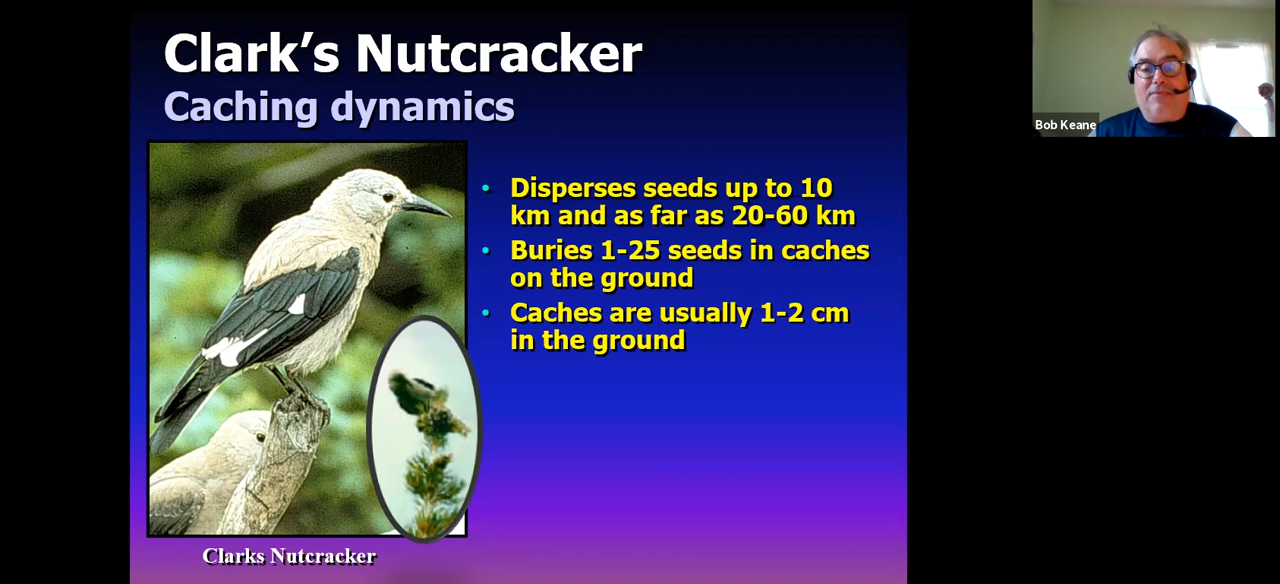 Clark's Nutcracker
Caching dynamics
Bob Keane
• Disperses seeds up to 10
km and as far as 20-60 km
• Buries 1-25 seeds in caches
on the ground
• Caches are usually 1-2 cm
in the ground
Clarks Nutcracker